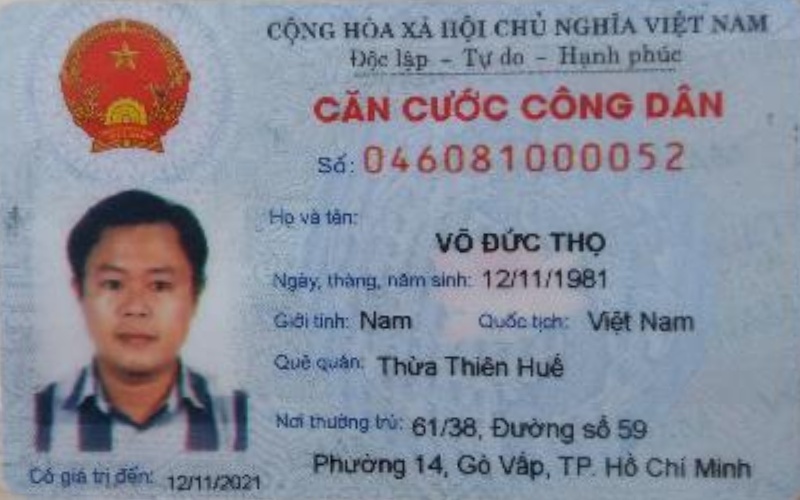 CỘNG HÒA XÃ HỘI CHỦ NGHĨA VIỆT NAM
Độc lập – Tự do – Hạnh phúc
CĂN CƯỚC CÔNG DÂN
Số: 046081000052
Họ và tên:
VÕ ĐỨC THỌ
Ngày, tháng, năm sinh: 12/11/1981
Giới tính: Nam Quốc tịch: Việt Nam
Quê quán: Thừa Thiên Huế
Nơi thường trú: 61/38, Đường số 59
Phường 14, Gò Vấp, TP. Hồ Chí Minh
Có giá trị đến: 12/11/2021